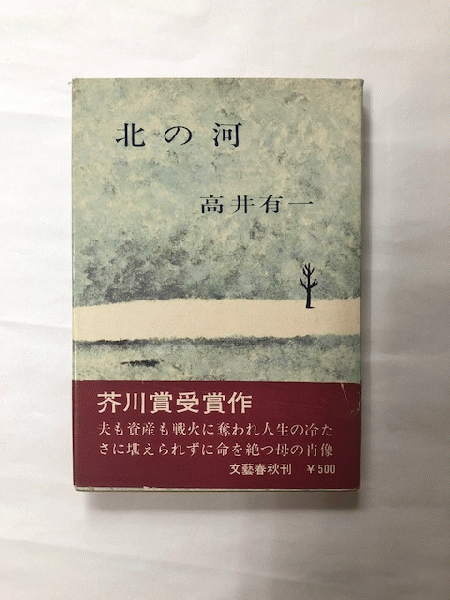 北の河
高井有一
芥川賞受賞作
夫も資産も戦火に奪われ人生の冷た
さに堪えられずに命を絶つ母の肖像
文藝春秋刊 ￥500